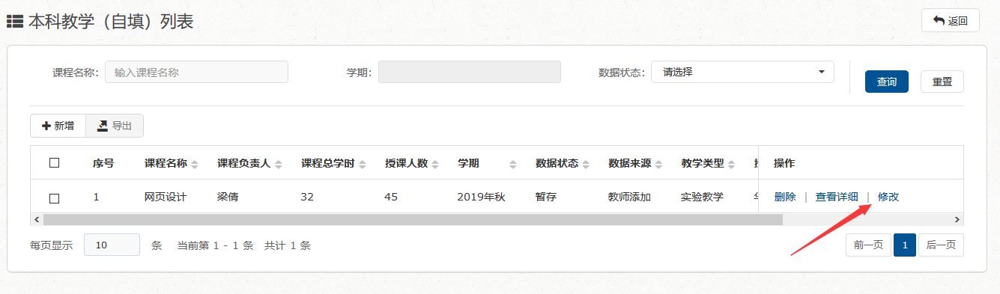 本科教学（自填）列表
返回
课程名称： 输入课程名称 学期： 数据状态： 请选择 查询 重置
新增 导出
序号 课程名称 课程负责人 课程总学时 授课人数 学期 数据状态 数据来源 教学类型 操作
1 网页设计 梁倩 32 45 2019年秋 暂存 教师添加 实验教学 删除 | 查看详细 | 修改
每页显示 10 条 当前第 1 - 1 条 共计 1 条 前一页 1 后一页